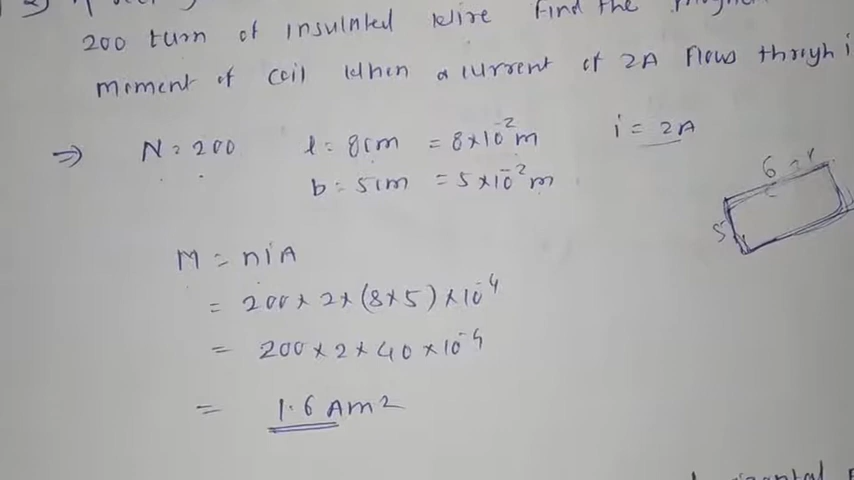 200 turn of insulated wire find the
moment of coil when a current of 2A flows through i
⇒ N = 200 l = 8cm = 8×10⁻²m i = 2A
b = 5cm = 5×10⁻²m
6
5
M = niA
= 200 × 2 × (8×5) × 10⁻⁴
= 200 × 2 × 40 × 10⁻⁴
= 1.6 Am2